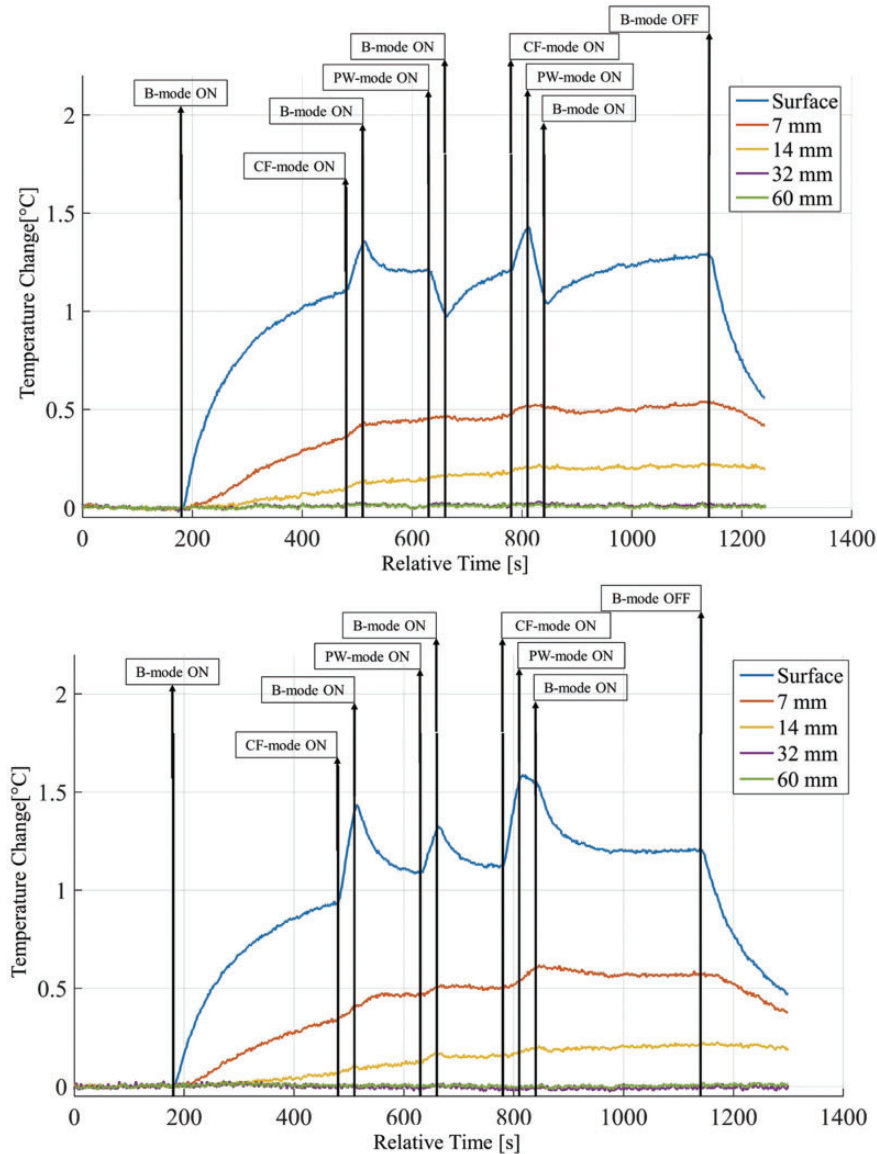 B-mode OFF
B-mode ON
CF-mode ON
PW-mode ON
PW-mode ON
B-mode ON
B-mode ON
B-mode ON
CF-mode ON
Surface
7 mm
14 mm
32 mm
60 mm
Temperature Change[°C]
2
1.5
1
0.5
0
0 200 400 600 800 1000 1200 1400
Relative Time [s]
B-mode OFF
B-mode ON
CF-mode ON
PW-mode ON
PW-mode ON
B-mode ON
B-mode ON
B-mode ON
CF-mode ON
Surface
7 mm
14 mm
32 mm
60 mm
Temperature Change[°C]
2
1.5
1
0.5
0
0 200 400 600 800 1000 1200 1400
Relative Time [s]